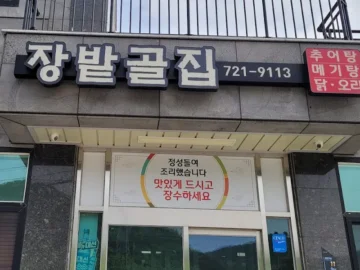 장밭골집 721-9113
추어탕
메기탕
닭·오리
정성들여
조리했습니다
맛있게 드시고
장수하세요